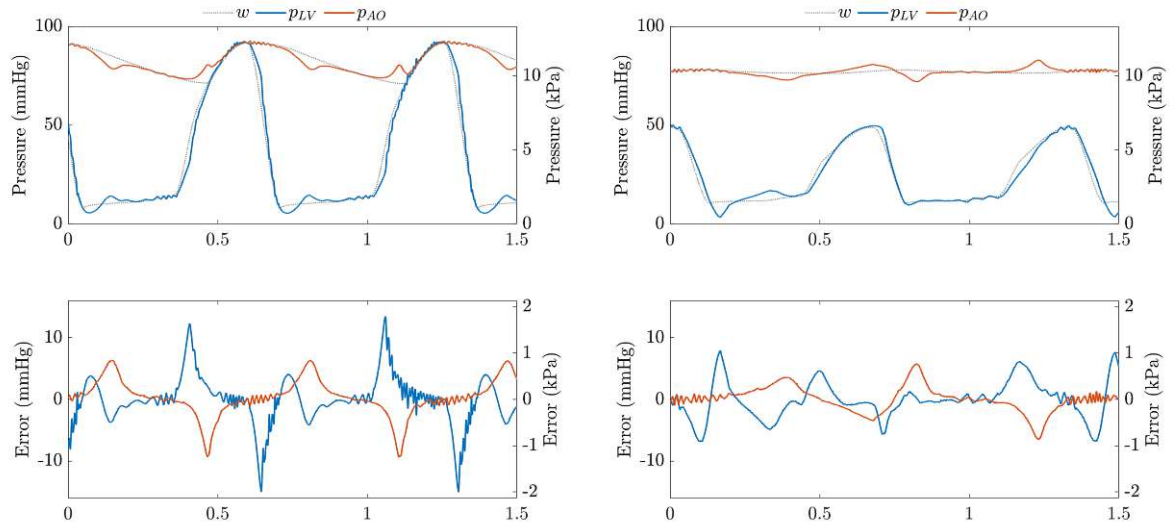 w p_LV p_AO
100
50
0
Pressure (mmHg)
10
5
0
Pressure (kPa)
0 0.5 1 1.5
w p_LV p_AO
100
50
0
Pressure (mmHg)
10
5
0
Pressure (kPa)
0 0.5 1 1.5
10
0
-10
Error (mmHg)
2
1
0
-1
-2
Error (kPa)
0 0.5 1 1.5
10
0
-10
Error (mmHg)
2
1
0
-1
-2
Error (kPa)
0 0.5 1 1.5